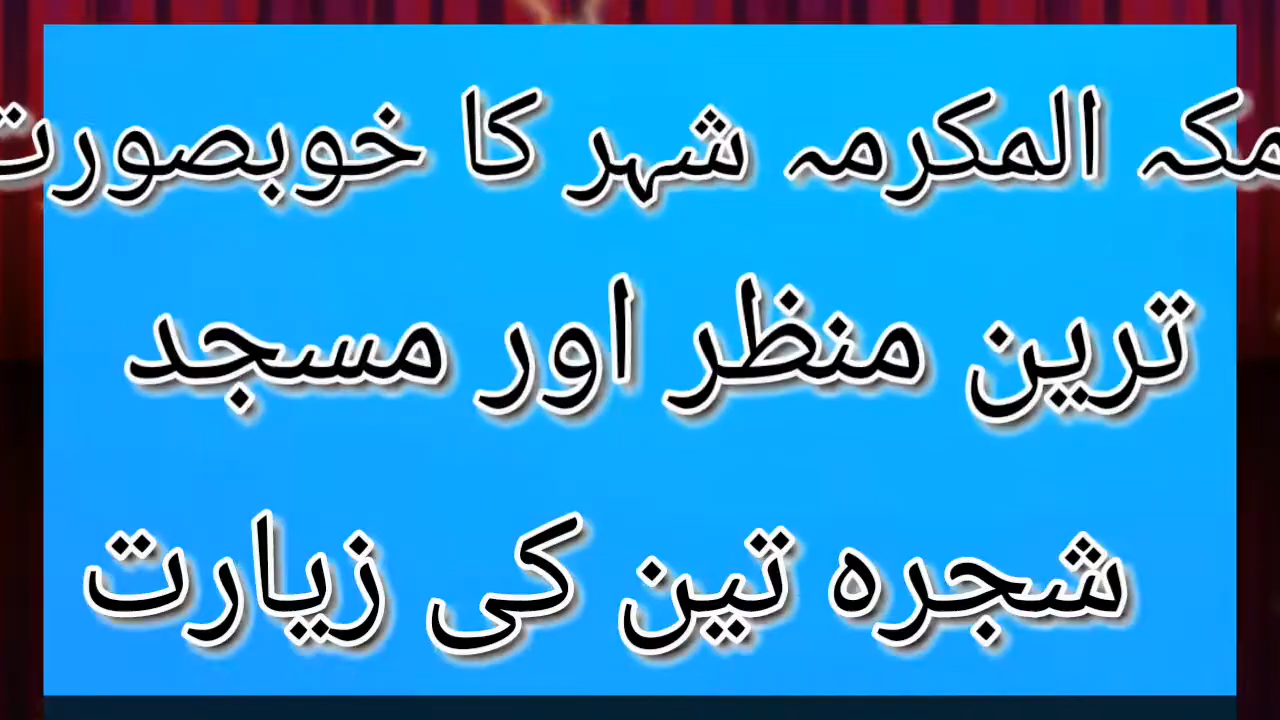 مکہ المکرمہ شہر کا خوبصورت
ترین منظر اور مسجد
شجرہ تین کی زیارت